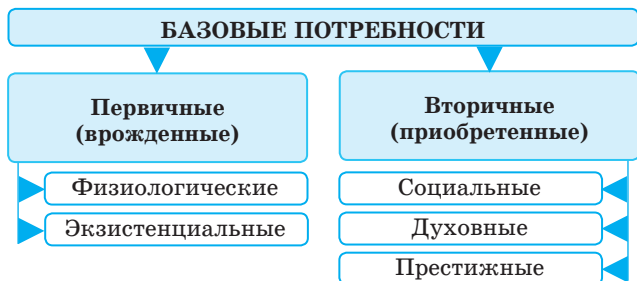 БАЗОВЫЕ ПОТРЕБНОСТИ
Первичные
(врожденные)
Физиологические
Экзистенциальные
Вторичные
(приобретенные)
Социальные
Духовные
Престижные